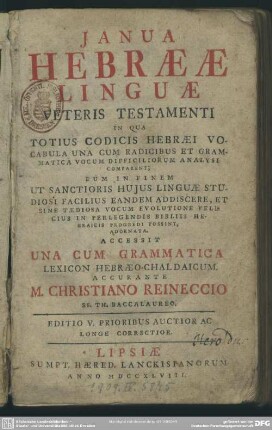 JANUA
HEBRÆÆ
LINGUÆ
VETERIS TESTAMENTI
IN QUA
TOTIUS CODICIS HEBRÆI VO-
CABULA UNA CUM RADICIBUS ET GRAM-
MATICA VOCUM DIFFICILIORUM ANALYSI
COMPARENT;
EUM IN FINEM
UT SANCTIORIS HUJUS LINGUÆ STU-
DIOSI FACILIUS EANDEM ADDISCERE, ET
SINE TÆDIOSA VOCUM EVOLUTIONE FELI-
CIUS IN PERLEGENDIS BIBLIIS HE-
BRAICIS PROGREDI POSSINT,
ADORNATA.
ACCESSIT
UNA CUM GRAMMATICA
LEXICON HEBRÆO-CHALDAICUM.
ACCURANTE
M. CHRISTIANO REINECCIO
SS. TH. BACCALAUREO.
EDITIO V. PRIORIBUS AUCTIOR AC
LONGE CORRECTIOR.
LIPSIÆ
SUMPT. HÆRED. LANCKISIANORUM
ANNO MDCCXLVIII.